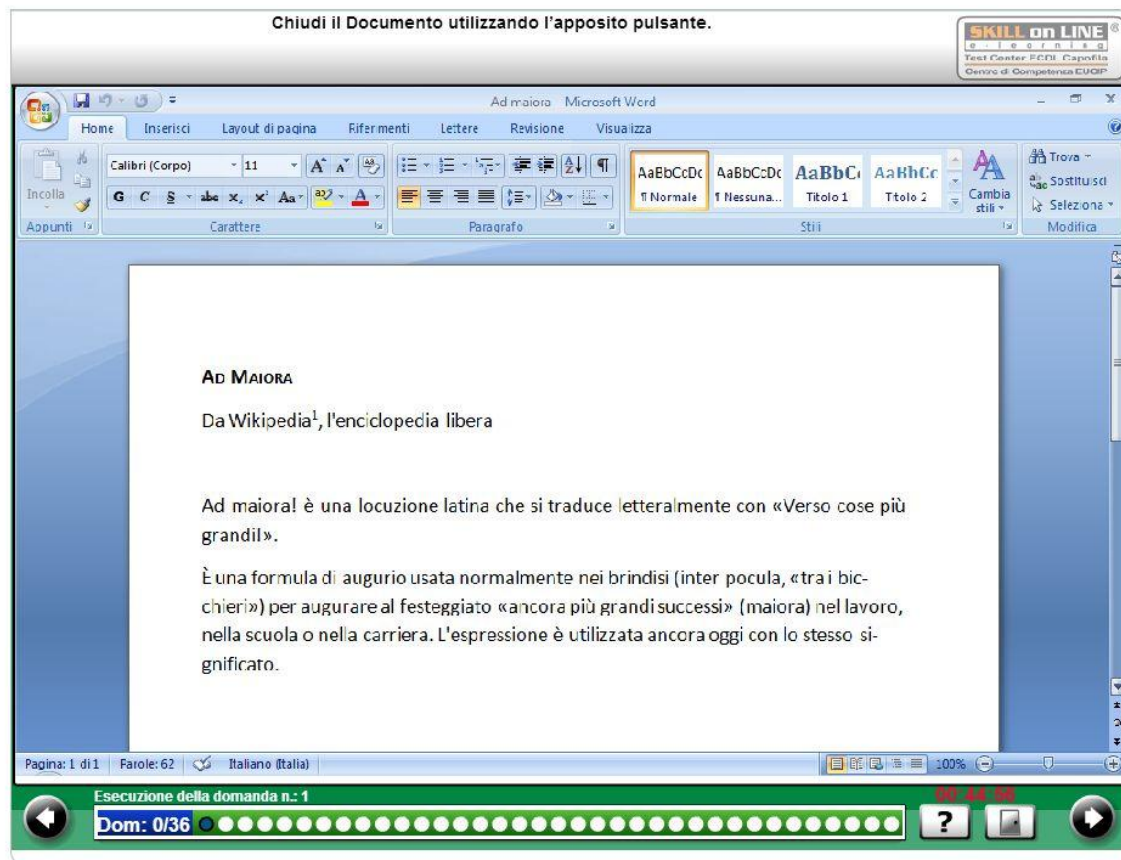 Chiudi il Documento utilizzando l'apposito pulsante.
SKILL on LINE ®
e - l e a r n i n g
Test Center ECDL Capofila
Centro di Competenza EUCIP
Ad maiora Microsoft Word
Home Inserisci Layout di pagina Riferimenti Lettere Revisione Visualizza
Calibri (Corpo) 11
AaBbCcDc AaBbCcDc AaBbC AaBbCc
Trova
Sostituisci
Incolla
G C S abc x₂ x² Aa
¶ Normale ¶ Nessuna... Titolo 1 Titolo 2
Cambia stili
Seleziona
Appunti Carattere Paragrafo Stili Modifica
AD MAIORA
Da Wikipedia¹, l'enciclopedia libera
Ad maiora! è una locuzione latina che si traduce letteralmente con «Verso cose più
grandi!».
È una formula di augurio usata normalmente nei brindisi (inter pocula, «tra i bic-
chieri») per augurare al festeggiato «ancora più grandi successi» (maiora) nel lavoro,
nella scuola o nella carriera. L'espressione è utilizzata ancora oggi con lo stesso si-
gnificato.
Pagina: 1 di 1 Parole: 62 Italiano (Italia) 100%
Esecuzione della domanda n.: 1
00:44:56
Dom: 0/36
?